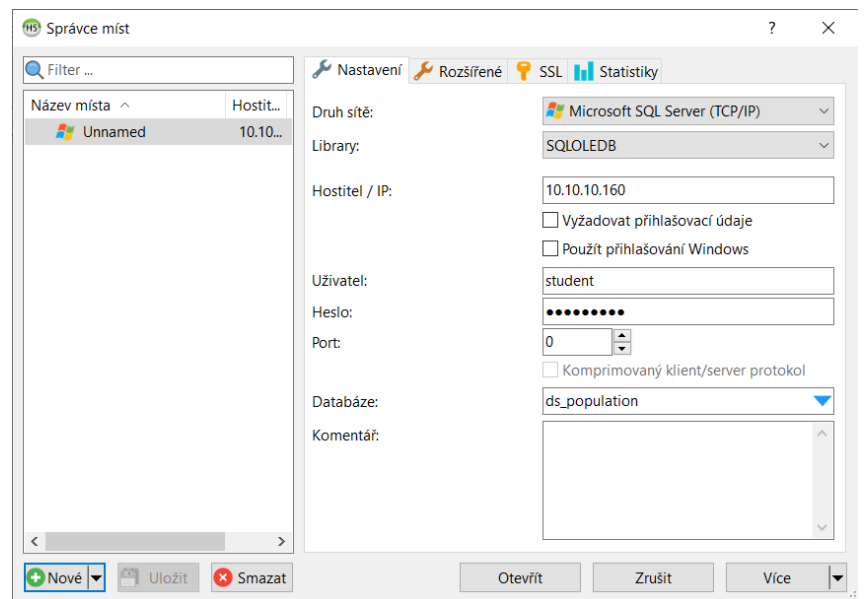 HS Správce míst ? ×
Filter ...
Název místa Hostit...
Unnamed 10.10...
Nastavení Rozšířené SSL Statistiky
Druh sítě: Microsoft SQL Server (TCP/IP)
Library: SQLOLEDB
Hostitel / IP: 10.10.10.160
Vyžadovat přihlašovací údaje
Použít přihlašování Windows
Uživatel: student
Heslo: ●●●●●●●●●
Port: 0
Komprimovaný klient/server protokol
Databáze: ds_population
Komentář:
Nové Uložit Smazat Otevřít Zrušit Více